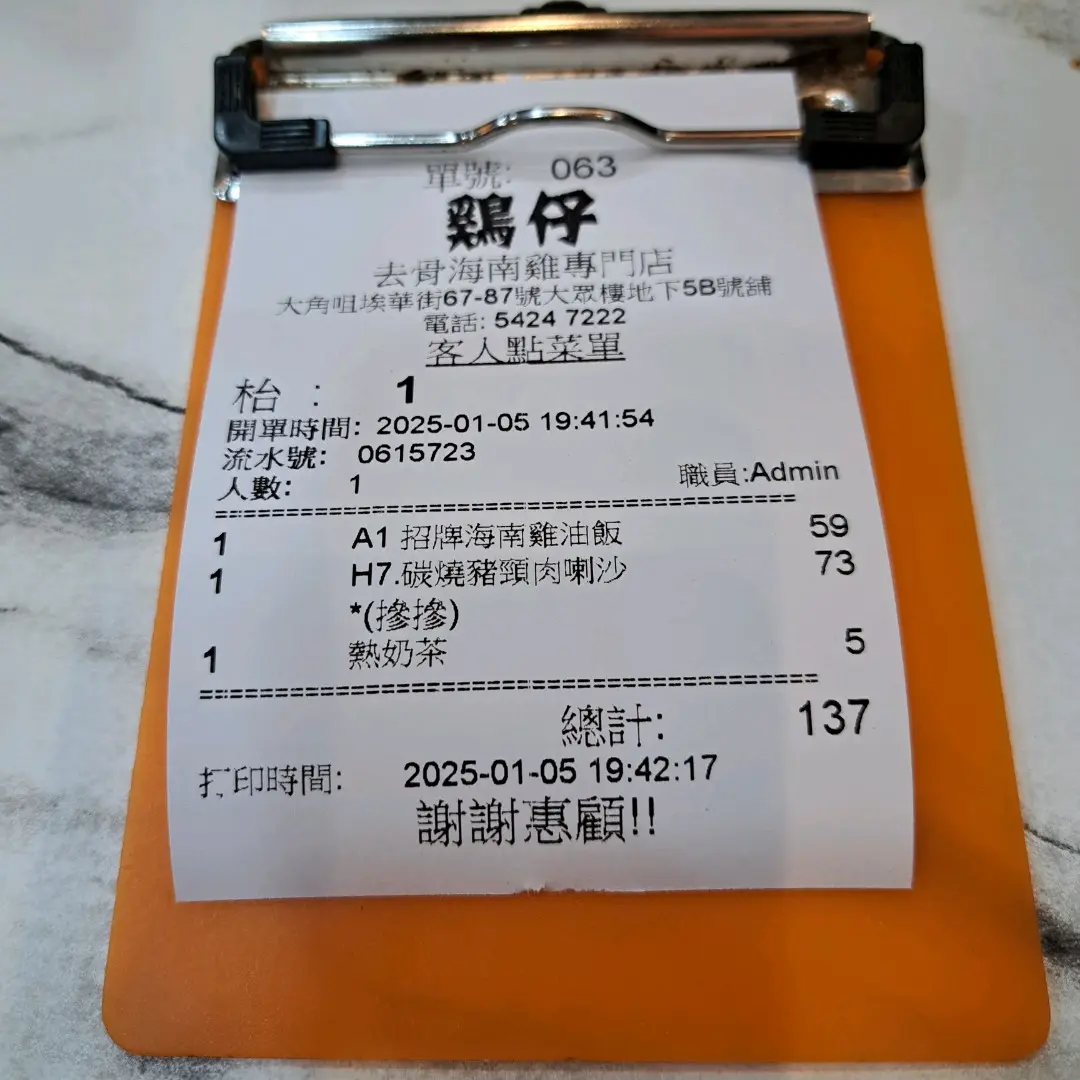 單號: 063
鷄仔
去骨海南雞專門店
大角咀埃華街67-87號大眾樓地下5B號舖
電話: 5424 7222
客人點菜單
枱 : 1
開單時間: 2025-01-05 19:41:54
流水號: 0615723
人數: 1 職員:Admin
1 A1 招牌海南雞油飯 59
1 H7.碳燒豬頸肉喇沙 73
*(摻摻)
1 熱奶茶 5
總計: 137
打印時間: 2025-01-05 19:42:17
謝謝惠顧!!